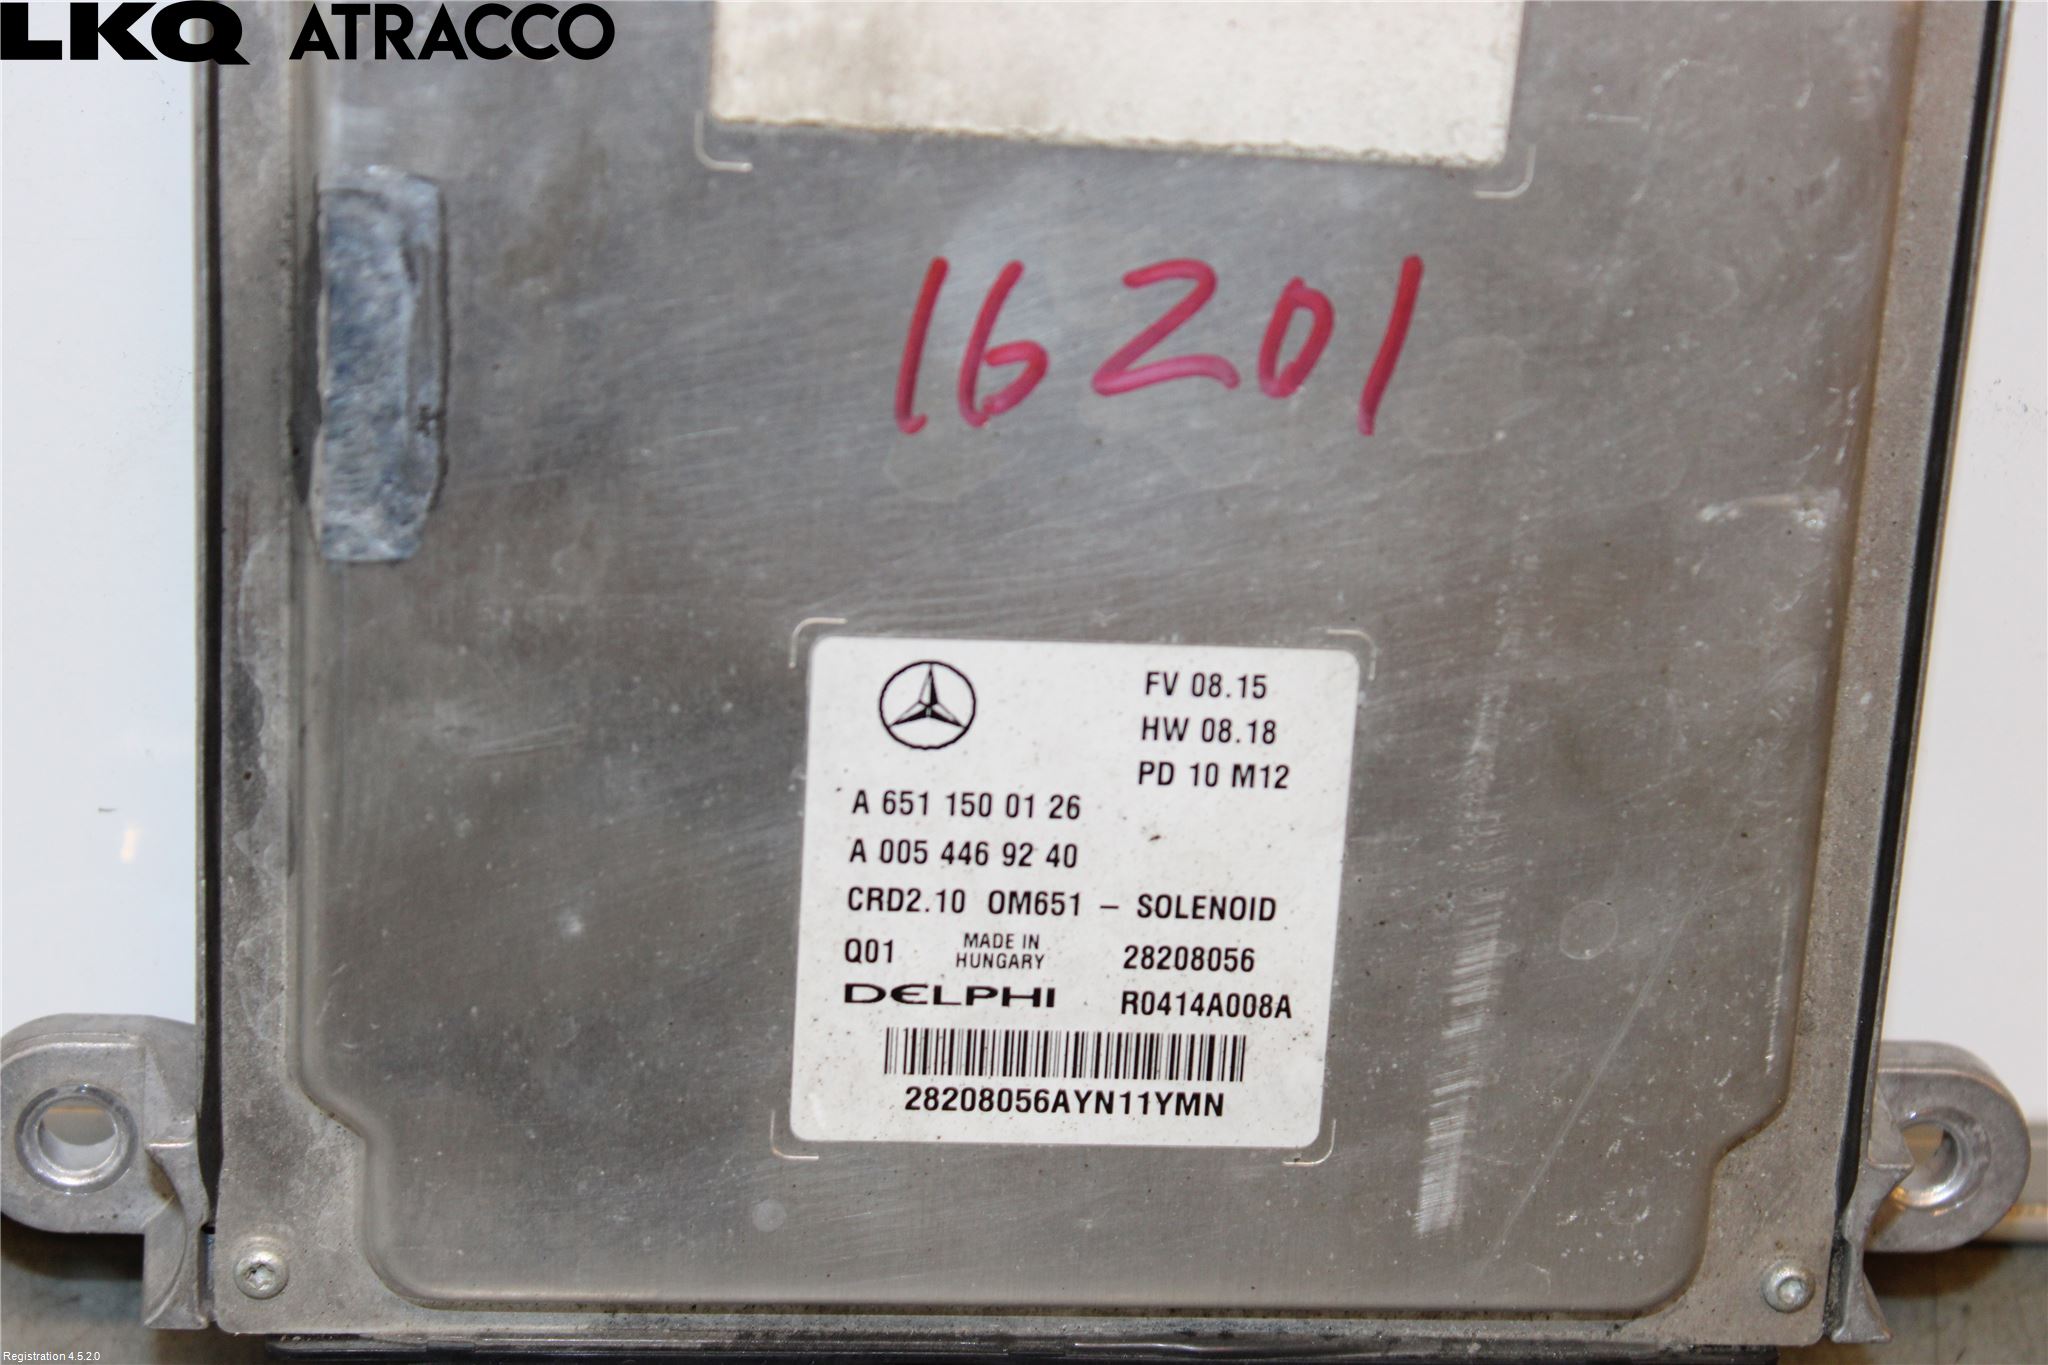 LKQ ATRACCO
16201
FV 08.15
HW 08.18
PD 10 M12
A 651 150 01 26
A 005 446 92 40
CRD2.10 OM651 – SOLENOID
Q01 MADE IN HUNGARY 28208056
DELPHI R0414A008A
28208056AYN11YMN
Registration 4.5.2.0